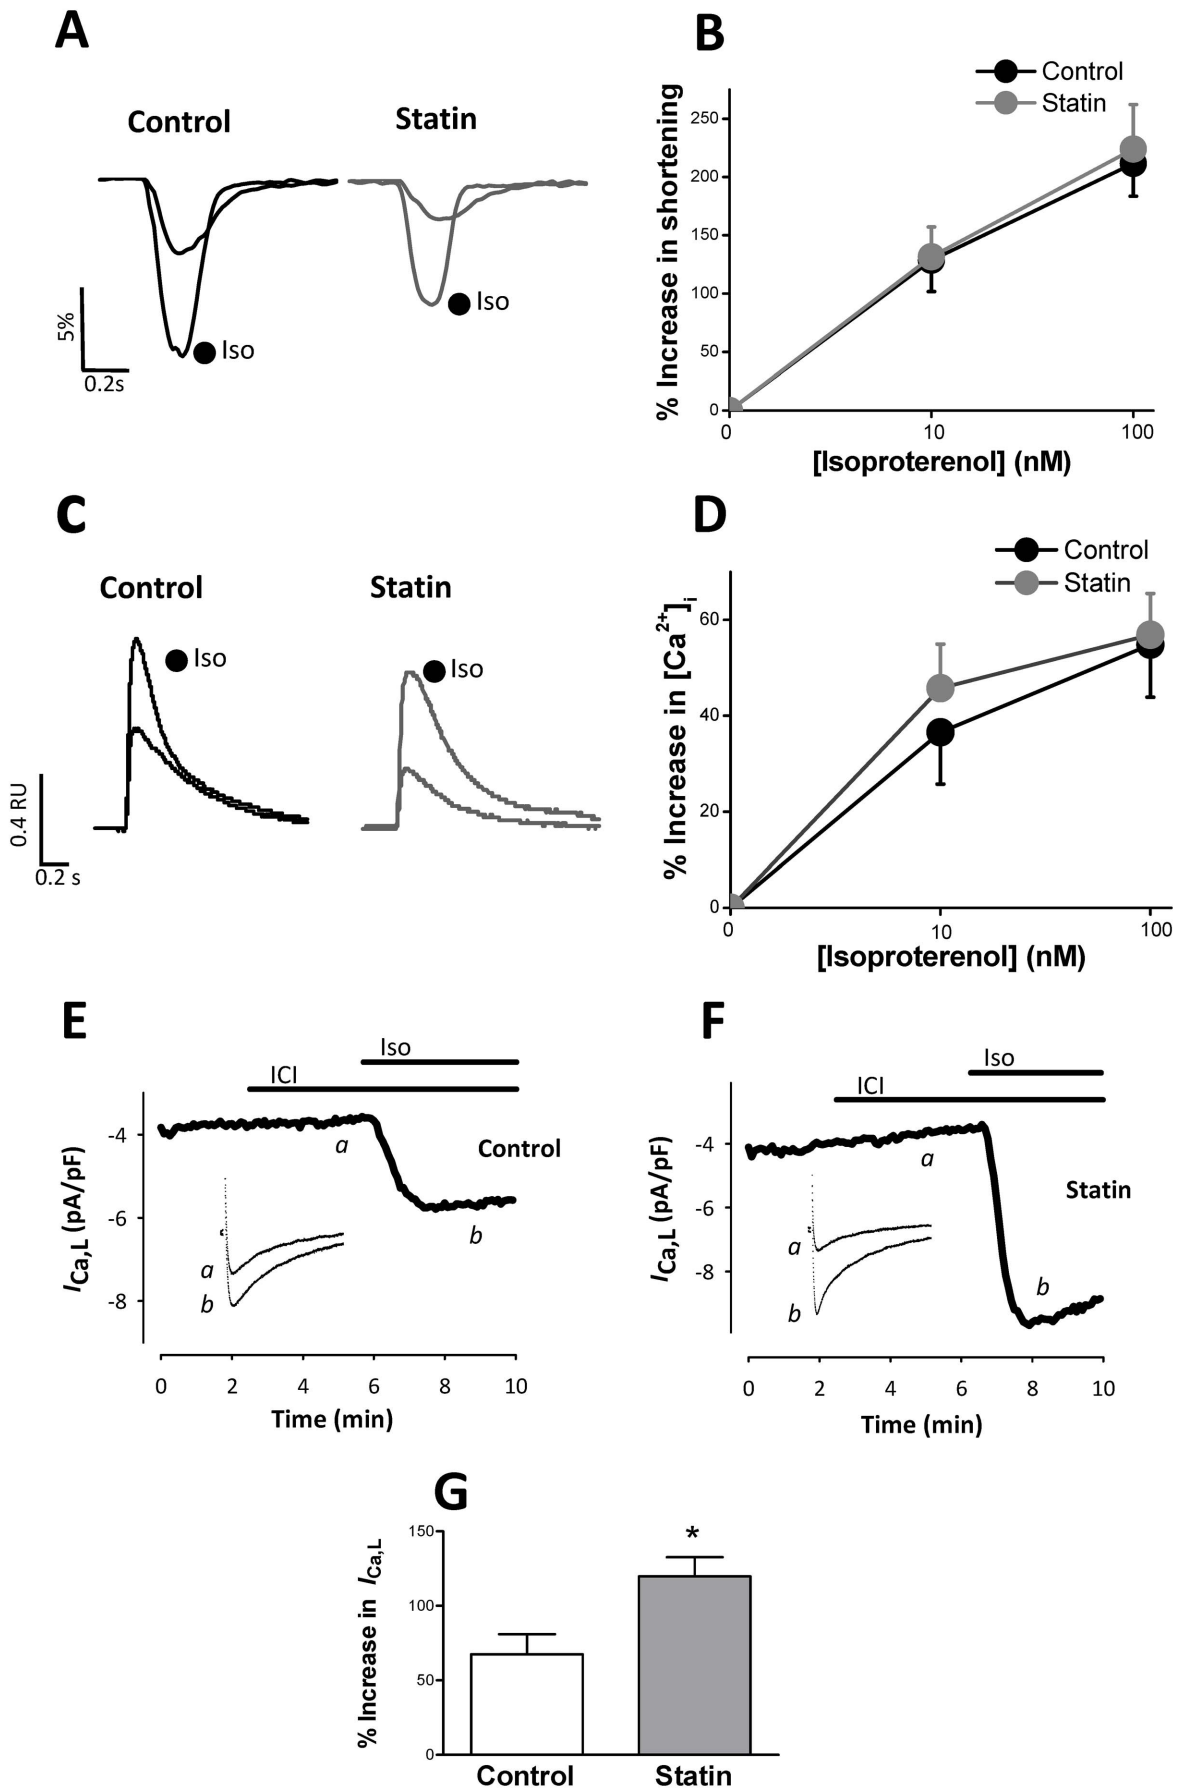 A
Control
Statin
Iso
Iso
5%
0.2s
B
Control
Statin
% Increase in shortening
250
200
150
100
50
0
0
10
100
[Isoproterenol] (nM)
C
Control
Statin
Iso
Iso
0.4 RU
0.2 s
D
Control
Statin
% Increase in [Ca2+]i
60
40
20
0
0
10
100
[Isoproterenol] (nM)
E
Iso
ICI
Control
ICa,L (pA/pF)
-4
-6
-8
a
b
a
b
0 2 4 6 8 10
Time (min)
F
Iso
ICI
Statin
ICa,L (pA/pF)
-4
-6
-8
a
a
b
b
0 2 4 6 8 10
Time (min)
G
% Increase in ICa,L
150
100
50
0
*
Control
Statin